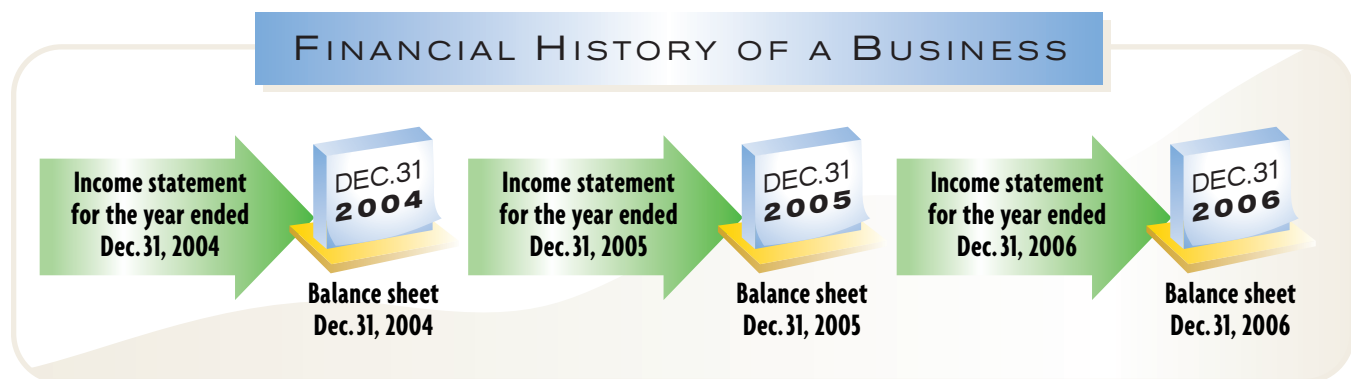 FINANCIAL HISTORY OF A BUSINESS
Income statement
for the year ended
Dec. 31, 2004
DEC. 31
2004
Balance sheet
Dec. 31, 2004
Income statement
for the year ended
Dec. 31, 2005
DEC. 31
2005
Balance sheet
Dec. 31, 2005
Income statement
for the year ended
Dec. 31, 2006
DEC. 31
2006
Balance sheet
Dec. 31, 2006